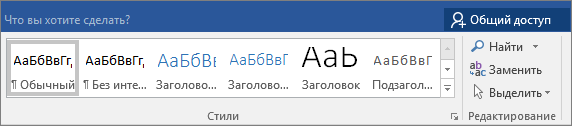 Что вы хотите сделать? Общий доступ
АаБбВвГг, АаБбВвГг, АаБбВв АаБбВвГ Ааb АаБбВвГ
¶ Обычный ¶ Без инте... Заголово... Заголово... Заголовок Подзагол...
Найти
Заменить
Выделить
Стили Редактирование